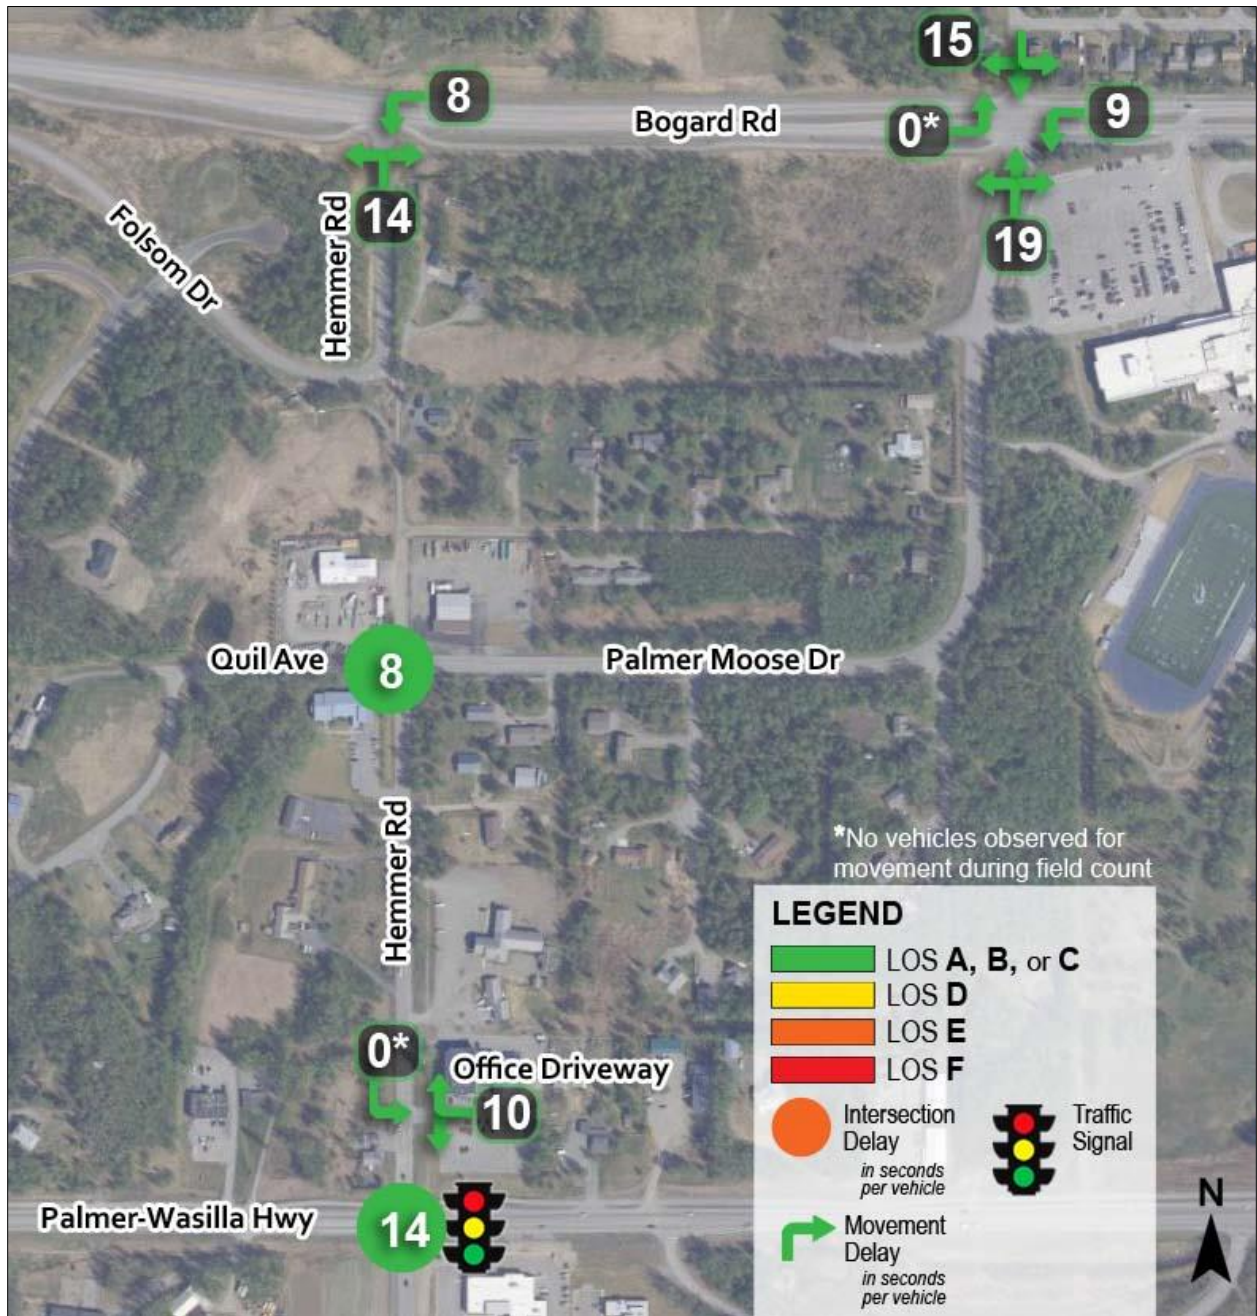 15
8
9
Bogard Rd
0*
14
19
Hemmer Rd
Folsom Dr
Quil Ave
8
Palmer Moose Dr
Hemmer Rd
*No vehicles observed for
movement during field count
LEGEND
LOS A, B, or C
LOS D
LOS E
LOS F
Intersection
Delay
in seconds
per vehicle
Traffic
Signal
Movement
Delay
in seconds
per vehicle
N
0*
Office Driveway
10
Palmer-Wasilla Hwy
14